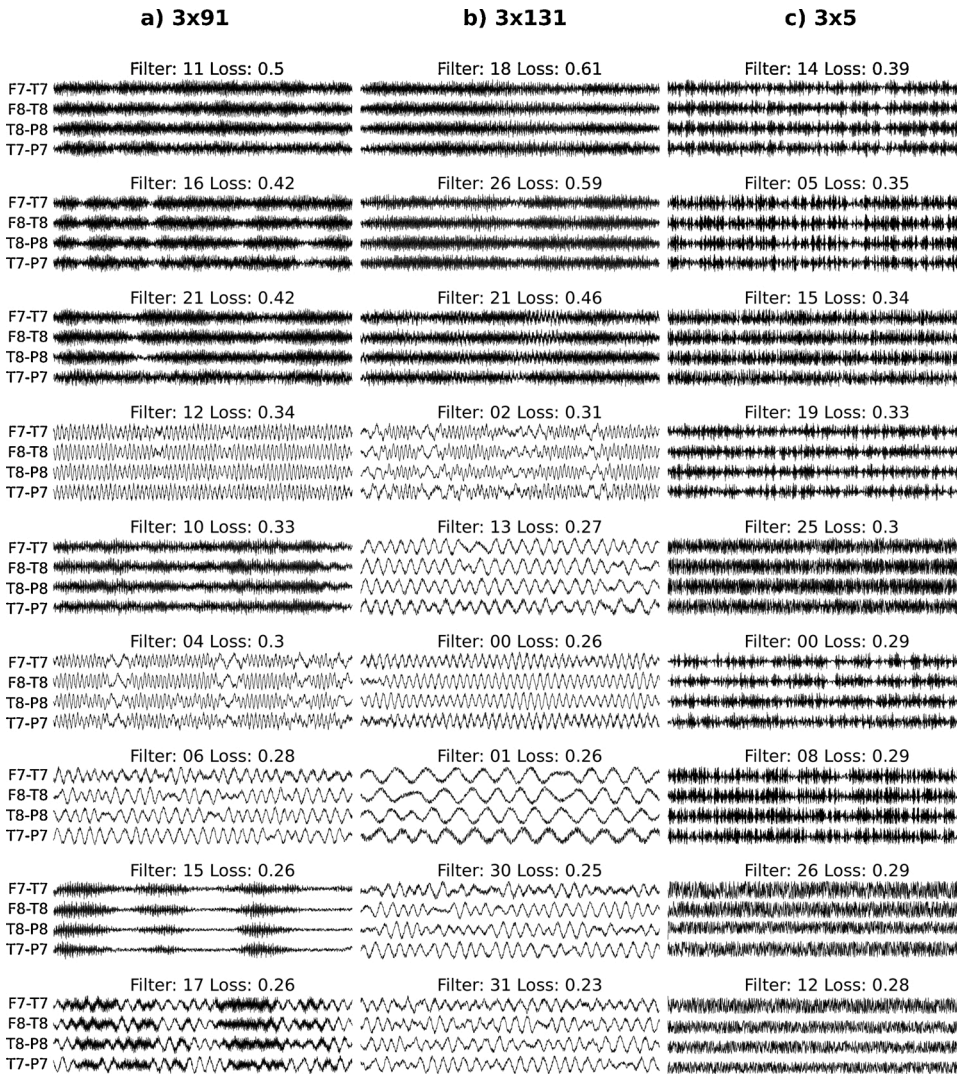 a) 3x91 b) 3x131 c) 3x5
Filter: 11 Loss: 0.5 Filter: 18 Loss: 0.61 Filter: 14 Loss: 0.39
F7-T7
F8-T8
T8-P8
T7-P7
Filter: 16 Loss: 0.42 Filter: 26 Loss: 0.59 Filter: 05 Loss: 0.35
F7-T7
F8-T8
T8-P8
T7-P7
Filter: 21 Loss: 0.42 Filter: 21 Loss: 0.46 Filter: 15 Loss: 0.34
F7-T7
F8-T8
T8-P8
T7-P7
Filter: 12 Loss: 0.34 Filter: 02 Loss: 0.31 Filter: 19 Loss: 0.33
F7-T7
F8-T8
T8-P8
T7-P7
Filter: 10 Loss: 0.33 Filter: 13 Loss: 0.27 Filter: 25 Loss: 0.3
F7-T7
F8-T8
T8-P8
T7-P7
Filter: 04 Loss: 0.3 Filter: 00 Loss: 0.26 Filter: 00 Loss: 0.29
F7-T7
F8-T8
T8-P8
T7-P7
Filter: 06 Loss: 0.28 Filter: 01 Loss: 0.26 Filter: 08 Loss: 0.29
F7-T7
F8-T8
T8-P8
T7-P7
Filter: 15 Loss: 0.26 Filter: 30 Loss: 0.25 Filter: 26 Loss: 0.29
F7-T7
F8-T8
T8-P8
T7-P7
Filter: 17 Loss: 0.26 Filter: 31 Loss: 0.23 Filter: 12 Loss: 0.28
F7-T7
F8-T8
T8-P8
T7-P7